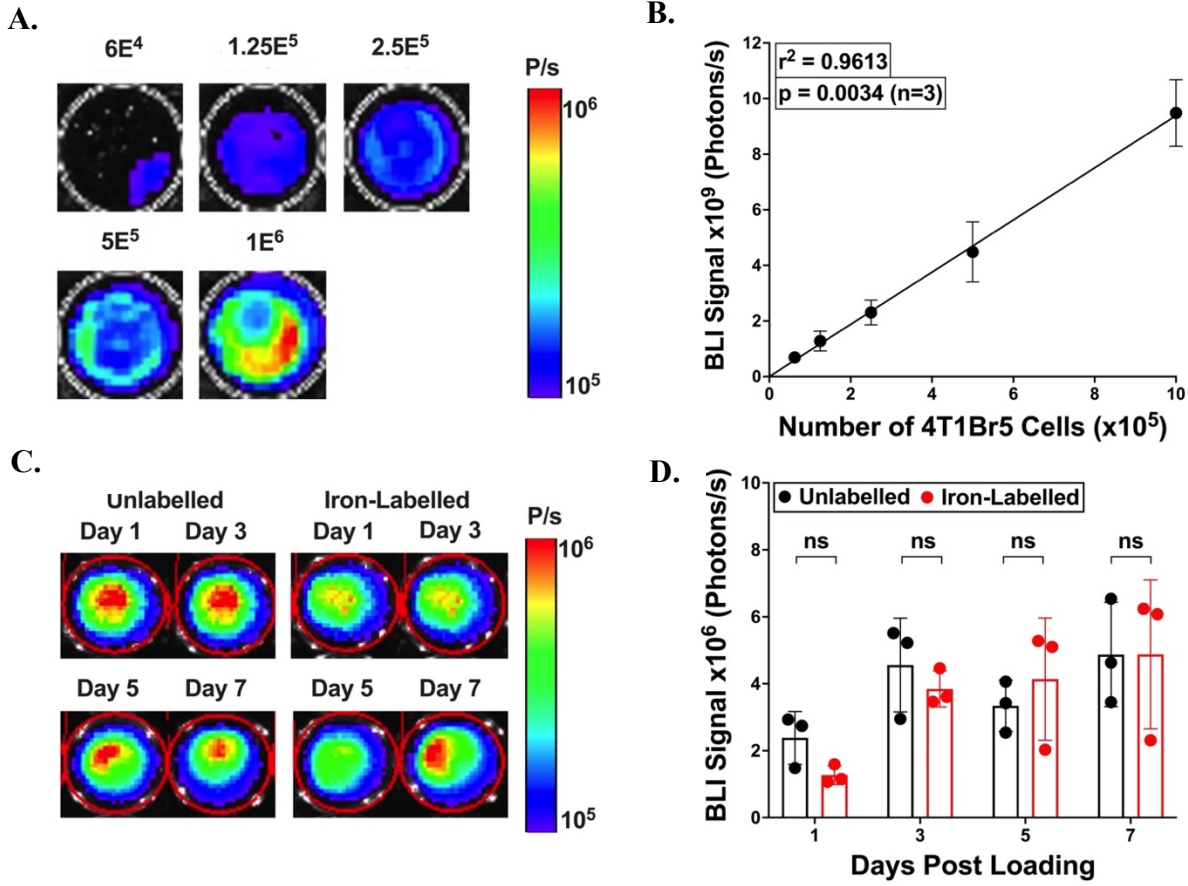 A.
6E⁴ 1.25E⁵ 2.5E⁵
5E⁵ 1E⁶
P/s
10⁶
10⁵
B.
BLI Signal x10⁹ (Photons/s)
12
10
8
6
4
2
0
r² = 0.9613
p = 0.0034 (n=3)
0 2 4 6 8 10
Number of 4T1Br5 Cells (x10⁵)
C.
Unlabelled Iron-Labelled
Day 1 Day 3 Day 1 Day 3
Day 5 Day 7 Day 5 Day 7
P/s
10⁶
10⁵
D.
BLI Signal x10⁶ (Photons/s)
10
8
6
4
2
0
Unlabelled Iron-Labelled
ns ns ns ns
1 3 5 7
Days Post Loading